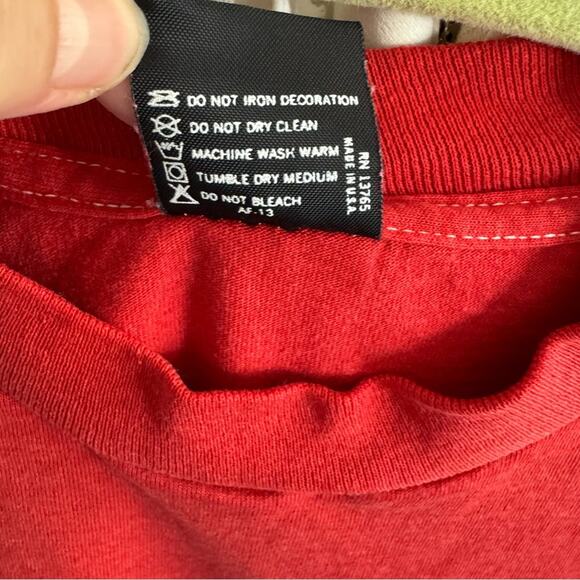 DO NOT IRON DECORATION
DO NOT DRY CLEAN
MACHINE WASH WARM
TUMBLE DRY MEDIUM
DO NOT BLEACH
AF.13
RN 13765
MADE IN U.S.A.